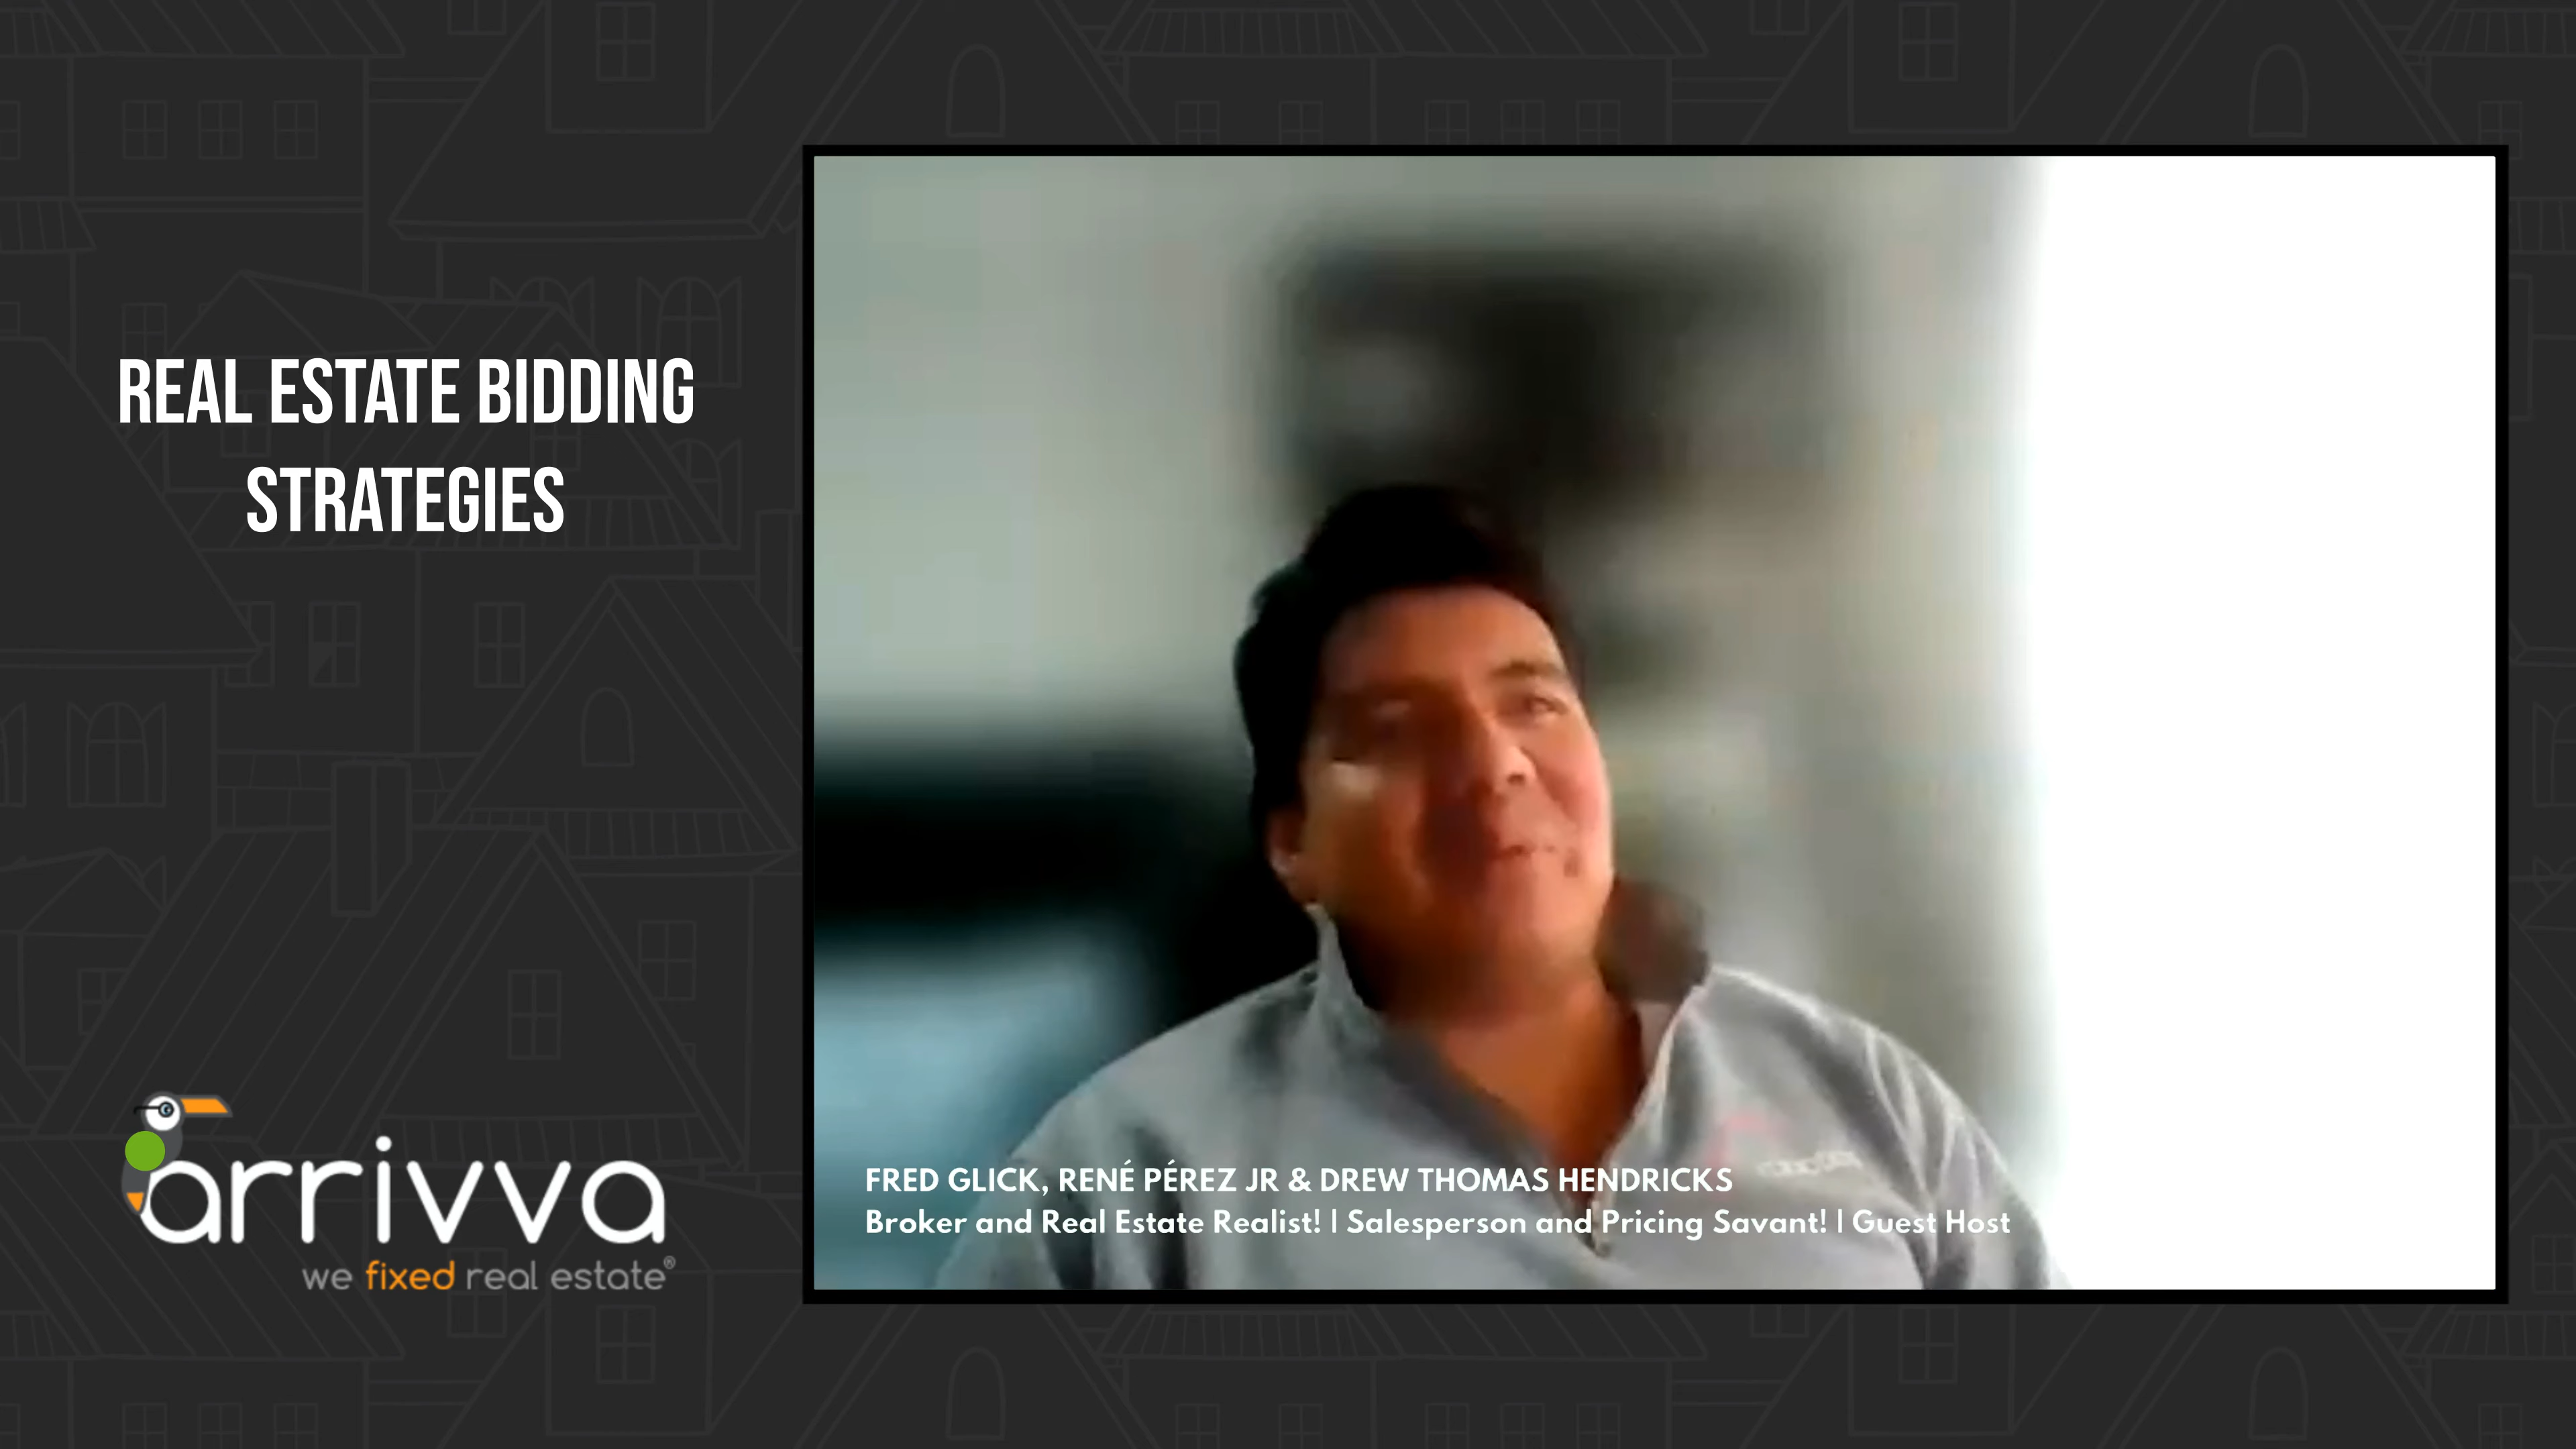 REAL ESTATE BIDDING
STRATEGIES
arrivva
we fixed real estate®
FRED GLICK, RENÉ PÉREZ JR & DREW THOMAS HENDRICKS
Broker and Real Estate Realist! | Salesperson and Pricing Savant! | Guest Host